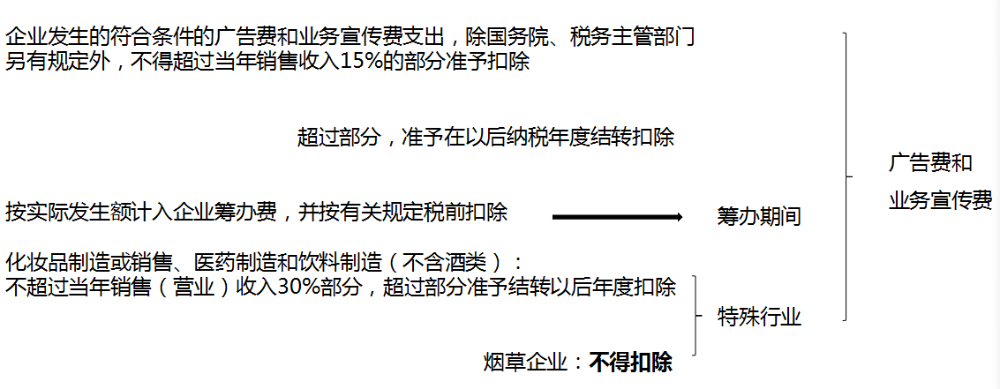 企业发生的符合条件的广告费和业务宣传费支出，除国务院、税务主管部门
另有规定外，不得超过当年销售收入15%的部分准予扣除
超过部分，准予在以后纳税年度结转扣除
广告费和
业务宣传费
按实际发生额计入企业筹办费，并按有关规定税前扣除
筹办期间
化妆品制造或销售、医药制造和饮料制造（不含酒类）：
不超过当年销售（营业）收入30%部分，超过部分准予结转以后年度扣除
特殊行业
烟草企业：不得扣除